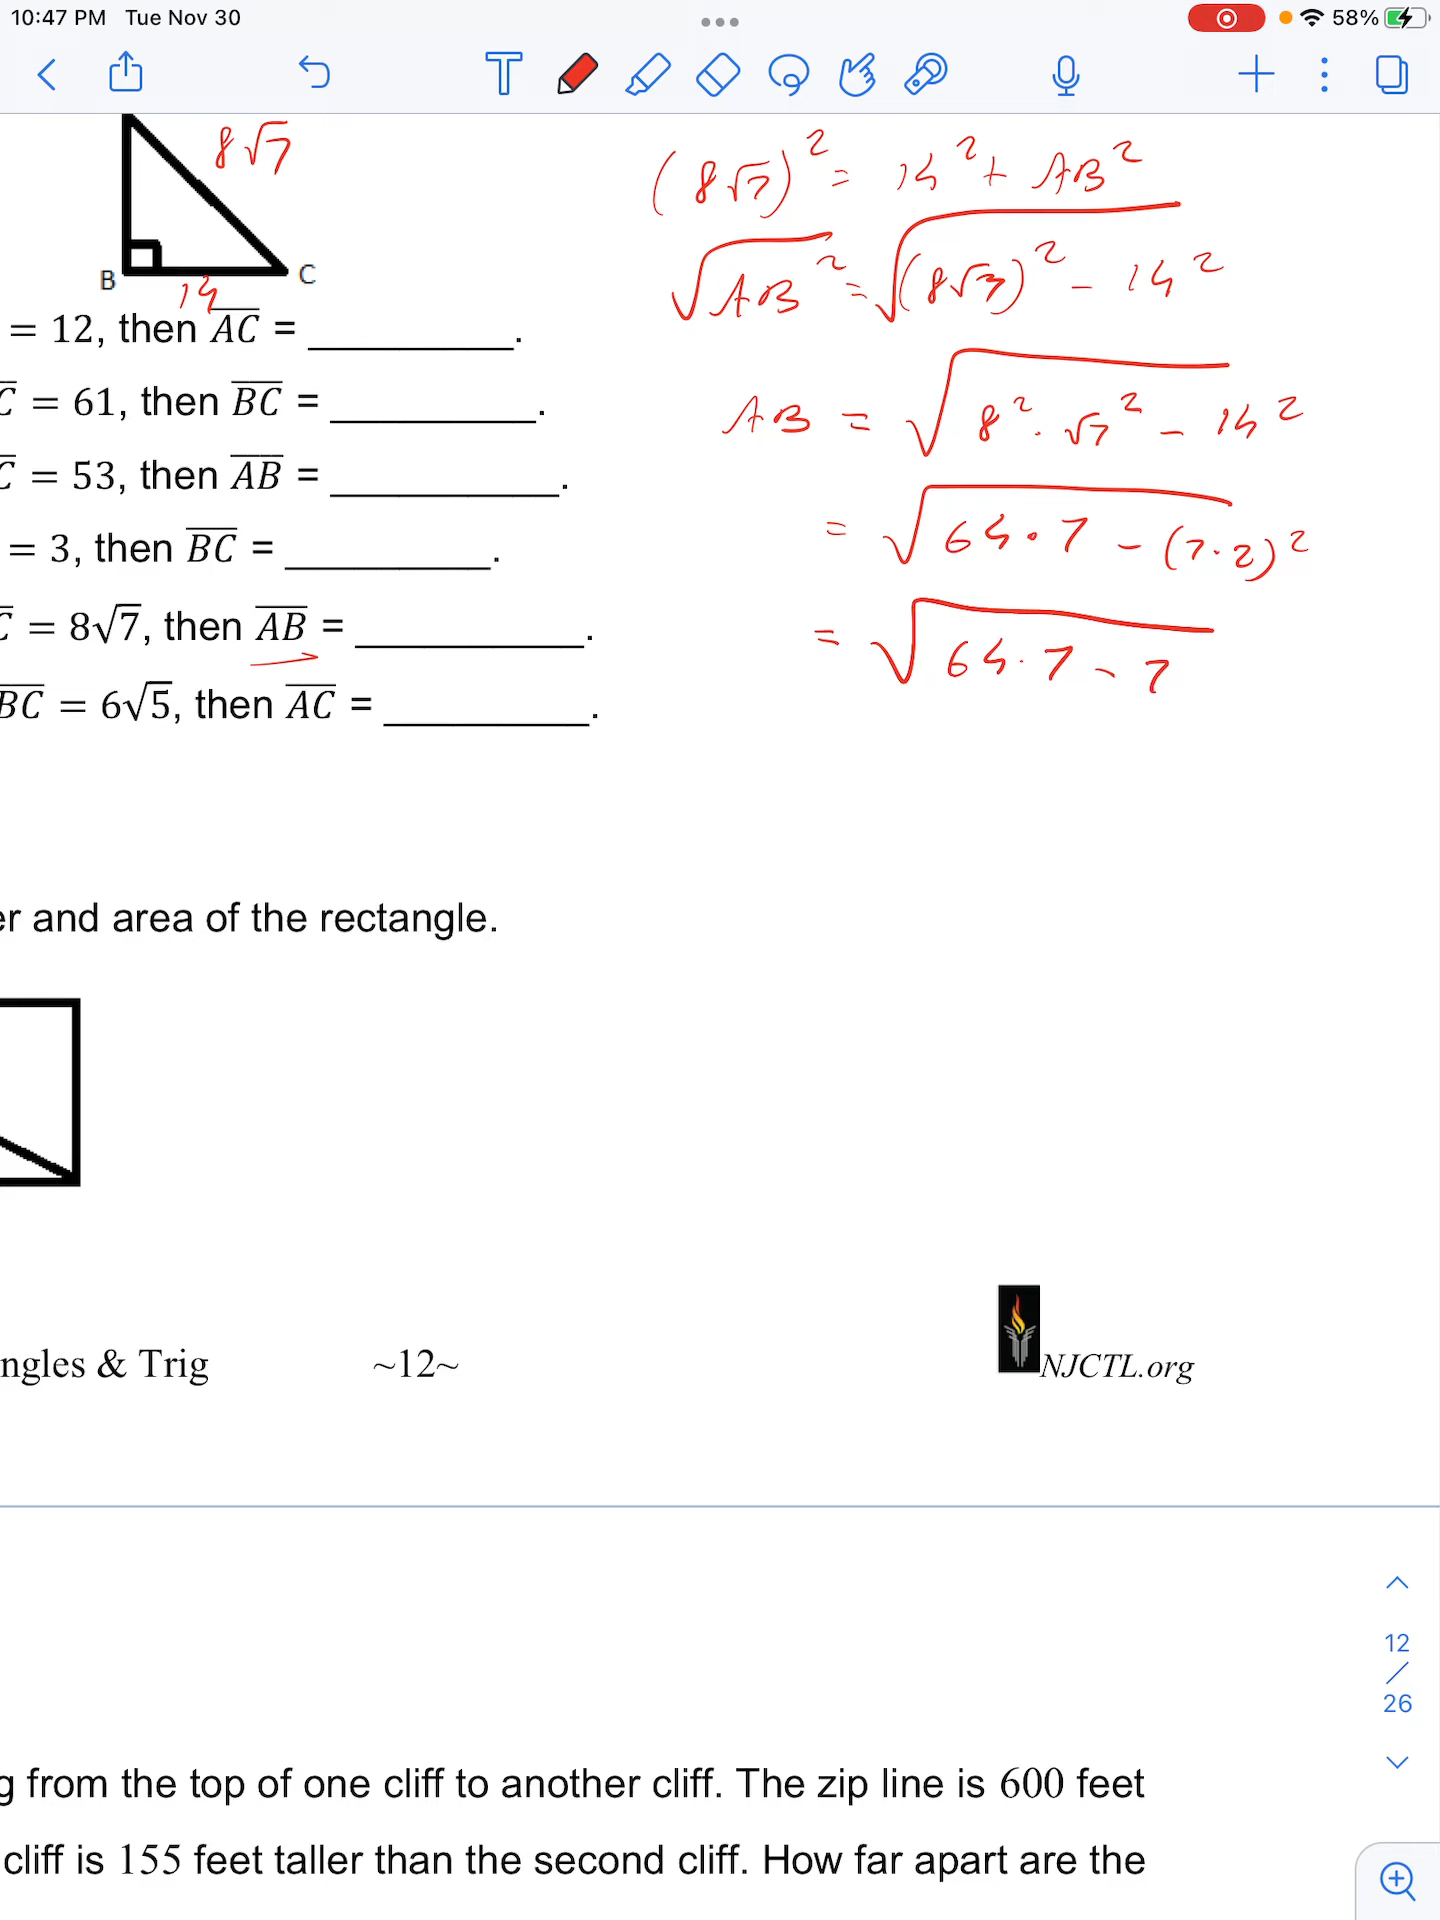 10:47 PM Tue Nov 30
58%
T
8√7
B
C
14
(8√7)² = 14² + AB²
√AB² = √(8√7)² - 14²
AB = √8² · √7² - 14²
= √64 · 7 - (7·2)²
= √64 · 7 - 7
= 12, then AC = ________.
C = 61, then BC = ________.
C = 53, then AB = ________.
= 3, then BC = ________.
C = 8√7, then AB = ________.
BC = 6√5, then AC = ________.
er and area of the rectangle.
ngles & Trig ~12~ NJCTL.org
12
/
26
g from the top of one cliff to another cliff. The zip line is 600 feet
cliff is 155 feet taller than the second cliff. How far apart are the